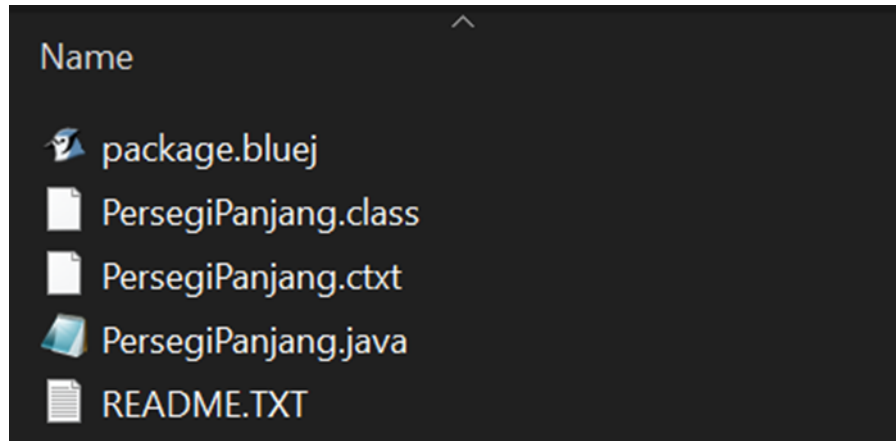 Name
package.bluej
PersegiPanjang.class
PersegiPanjang.ctxt
PersegiPanjang.java
README.TXT